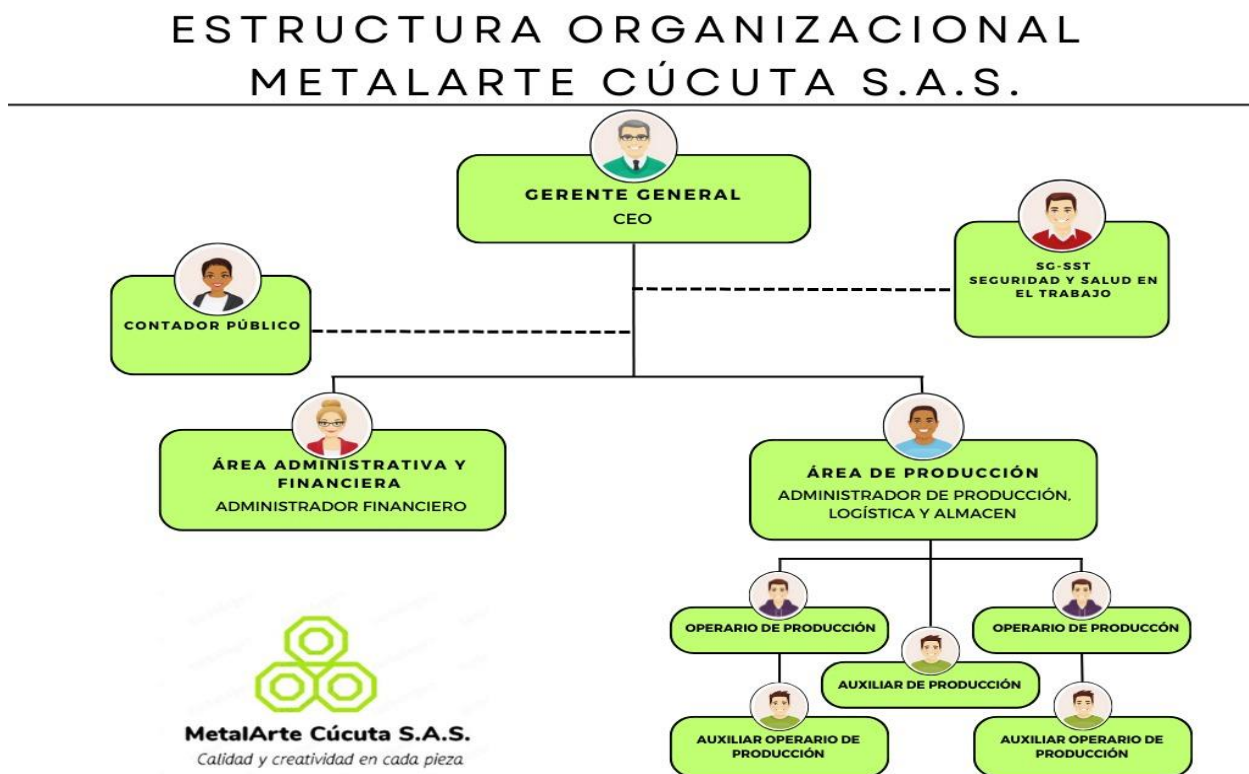 ESTRUCTURA ORGANIZACIONAL
METALARTE CÚCUTA S.A.S.
GERENTE GENERAL
CEO
SG-SST
SEGURIDAD Y SALUD EN
EL TRABAJO
CONTADOR PÚBLICO
ÁREA ADMINISTRATIVA Y
FINANCIERA
ADMINISTRADOR FINANCIERO
ÁREA DE PRODUCCIÓN
ADMINISTRADOR DE PRODUCCIÓN,
LOGÍSTICA Y ALMACEN
OPERARIO DE PRODUCCIÓN
OPERARIO DE PRODUCCÓN
AUXILIAR DE PRODUCCIÓN
AUXILIAR OPERARIO DE
PRODUCCIÓN
AUXILIAR OPERARIO DE
PRODUCCIÓN
MetalArte Cúcuta S.A.S.
Calidad y creatividad en cada pieza